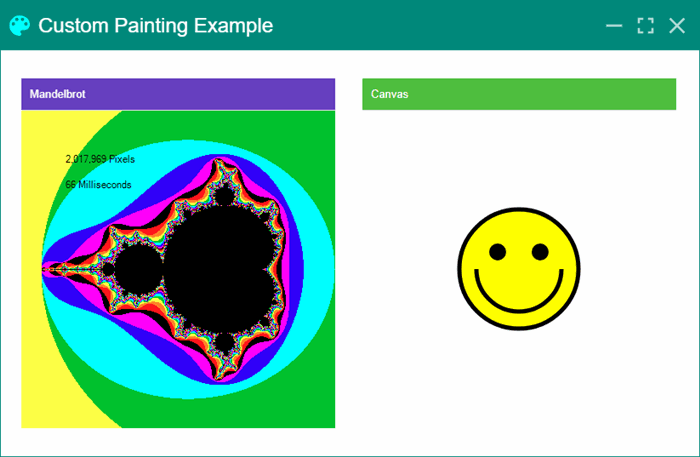 Custom Painting Example
Mandelbrot
Canvas
2,017,969 Pixels
66 Milliseconds